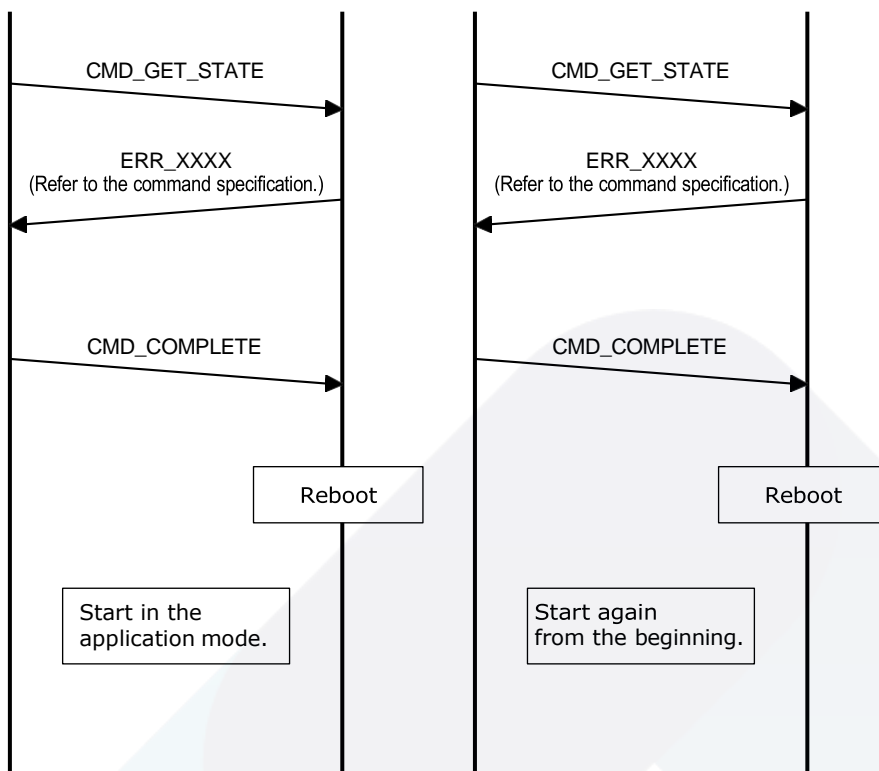 CMD_GET_STATE
ERR_XXXX
(Refer to the command specification.)
CMD_COMPLETE
Reboot
Start in the
application mode.
CMD_GET_STATE
ERR_XXXX
(Refer to the command specification.)
CMD_COMPLETE
Reboot
Start again
from the beginning.